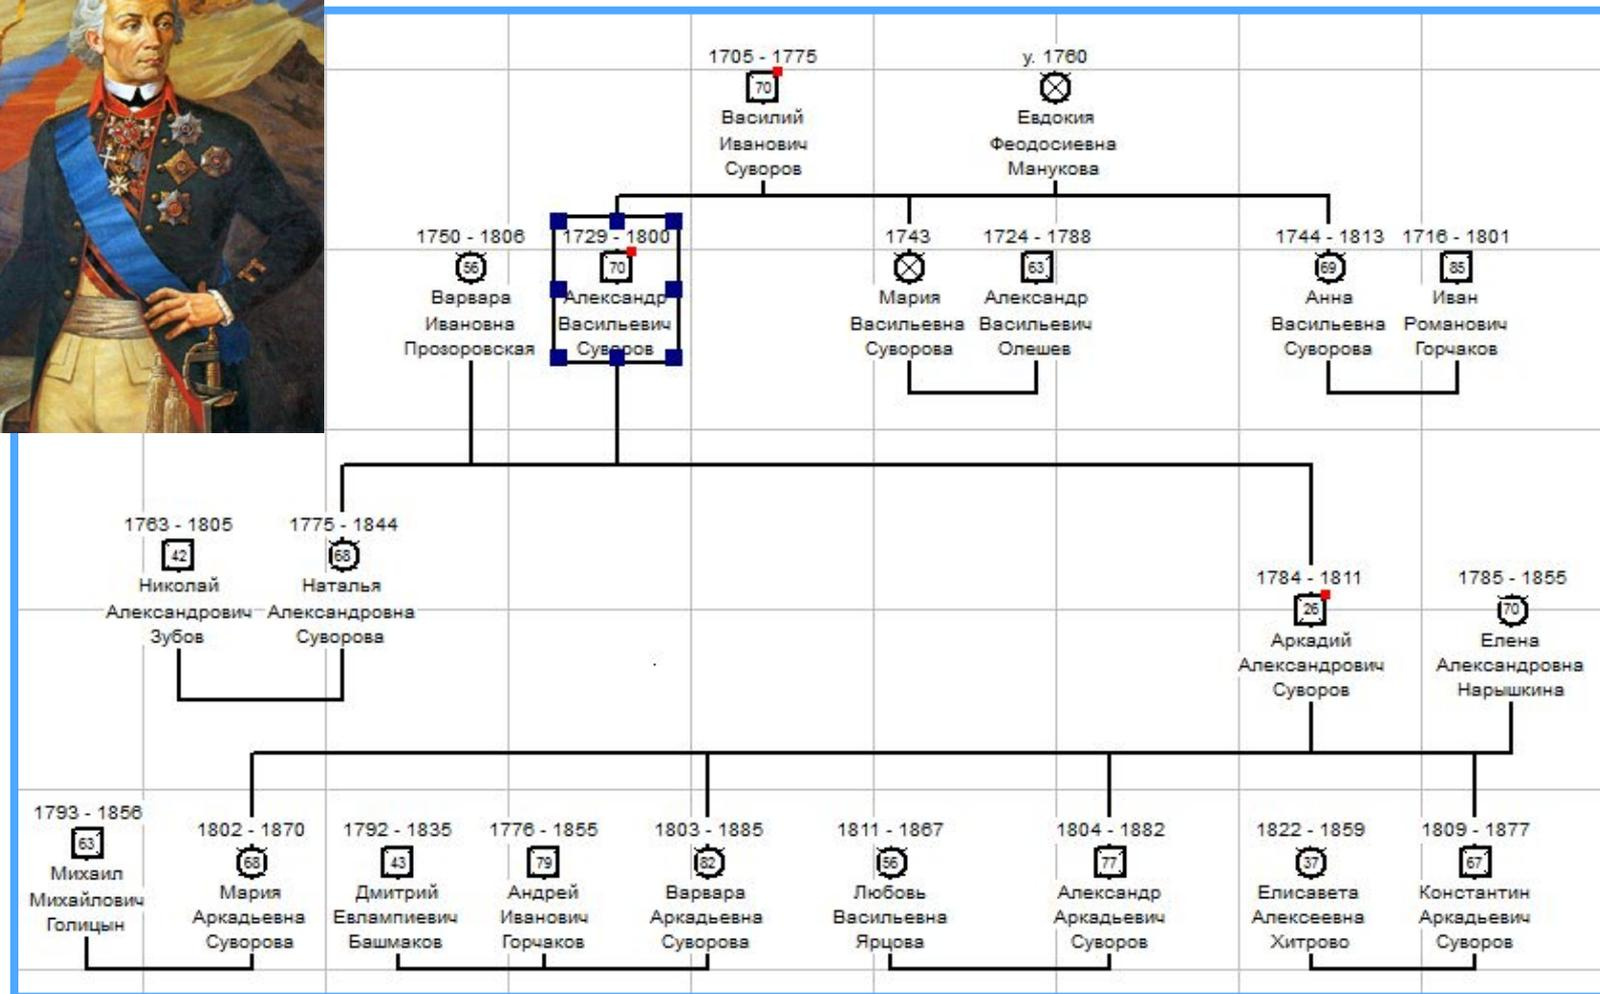 1705 - 1775
70
Василий
Иванович
Суворов
у. 1760
Евдокия
Феодосиевна
Манукова
1750 - 1806
56
Варвара
Ивановна
Прозоровская
1729 - 1800
70
Александр
Васильевич
Суворов
1743
Мария
Васильевна
Суворова
1724 - 1788
63
Александр
Васильевич
Олешев
1744 - 1813
69
Анна
Васильевна
Суворова
1716 - 1801
85
Иван
Романович
Горчаков
1763 - 1805
42
Николай
Александрович
Зубов
1775 - 1844
68
Наталья
Александровна
Суворова
1784 - 1811
26
Аркадий
Александрович
Суворов
1785 - 1855
70
Елена
Александровна
Нарышкина
1793 - 1856
63
Михаил
Михайлович
Голицын
1802 - 1870
68
Мария
Аркадьевна
Суворова
1792 - 1835
43
Дмитрий
Евлампиевич
Башмаков
1776 - 1855
79
Андрей
Иванович
Горчаков
1803 - 1885
82
Варвара
Аркадьевна
Суворова
1811 - 1867
56
Любовь
Васильевна
Ярцова
1804 - 1882
77
Александр
Аркадьевич
Суворов
1822 - 1859
37
Елисавета
Алексеевна
Хитрово
1809 - 1877
67
Константин
Аркадьевич
Суворов